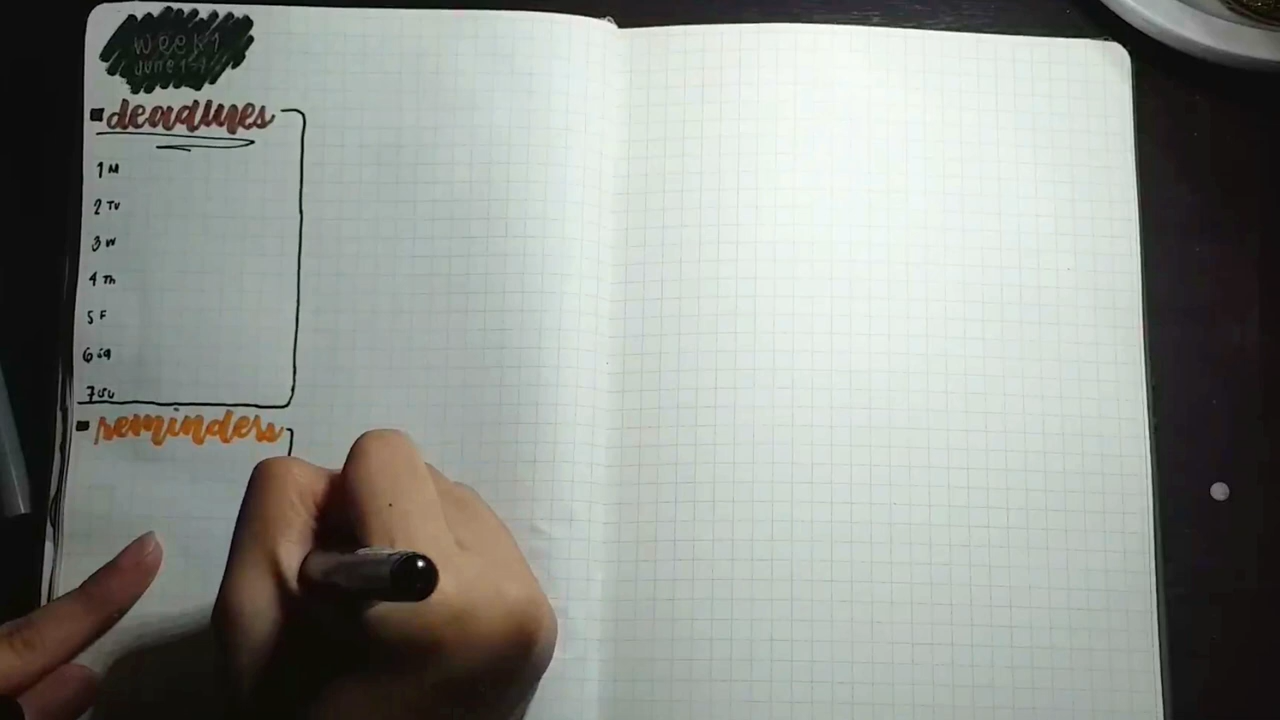 week 1
june 1-7
deadlines
1 M
2 Tu
3 W
4 Th
5 F
6 Sa
7 Su
reminders